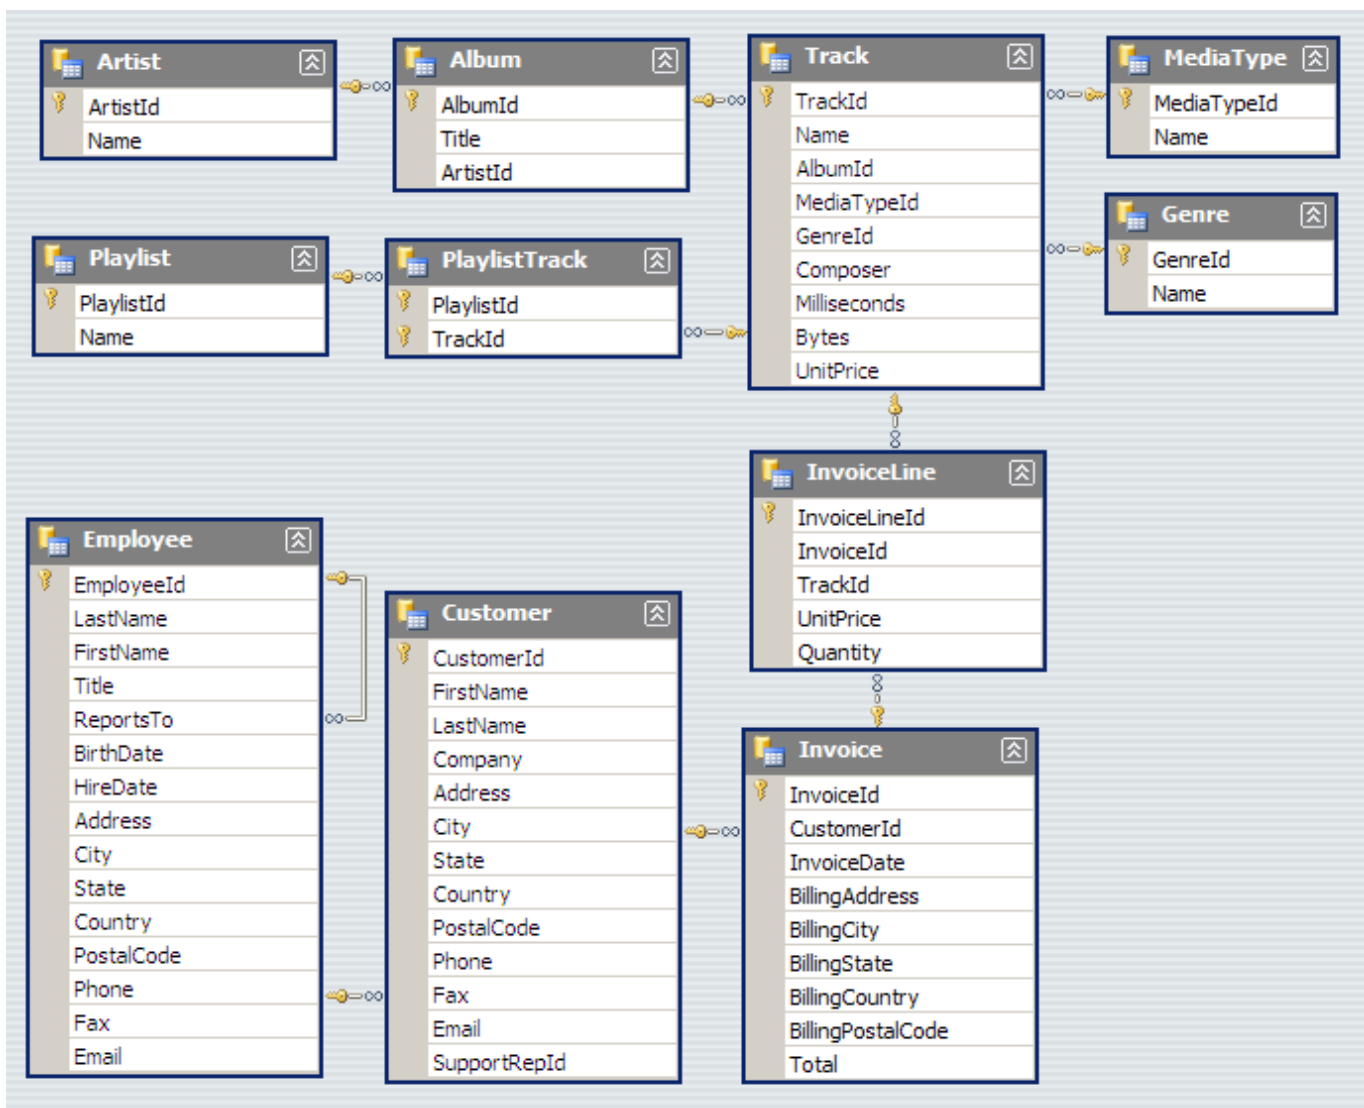 Artist
ArtistId
Name
Album
AlbumId
Title
ArtistId
Track
TrackId
Name
AlbumId
MediaTypeId
GenreId
Composer
Milliseconds
Bytes
UnitPrice
MediaType
MediaTypeId
Name
Genre
GenreId
Name
Playlist
PlaylistId
Name
PlaylistTrack
PlaylistId
TrackId
InvoiceLine
InvoiceLineId
InvoiceId
TrackId
UnitPrice
Quantity
Employee
EmployeeId
LastName
FirstName
Title
ReportsTo
BirthDate
HireDate
Address
City
State
Country
PostalCode
Phone
Fax
Email
Customer
CustomerId
FirstName
LastName
Company
Address
City
State
Country
PostalCode
Phone
Fax
Email
SupportRepId
Invoice
InvoiceId
CustomerId
InvoiceDate
BillingAddress
BillingCity
BillingState
BillingCountry
BillingPostalCode
Total